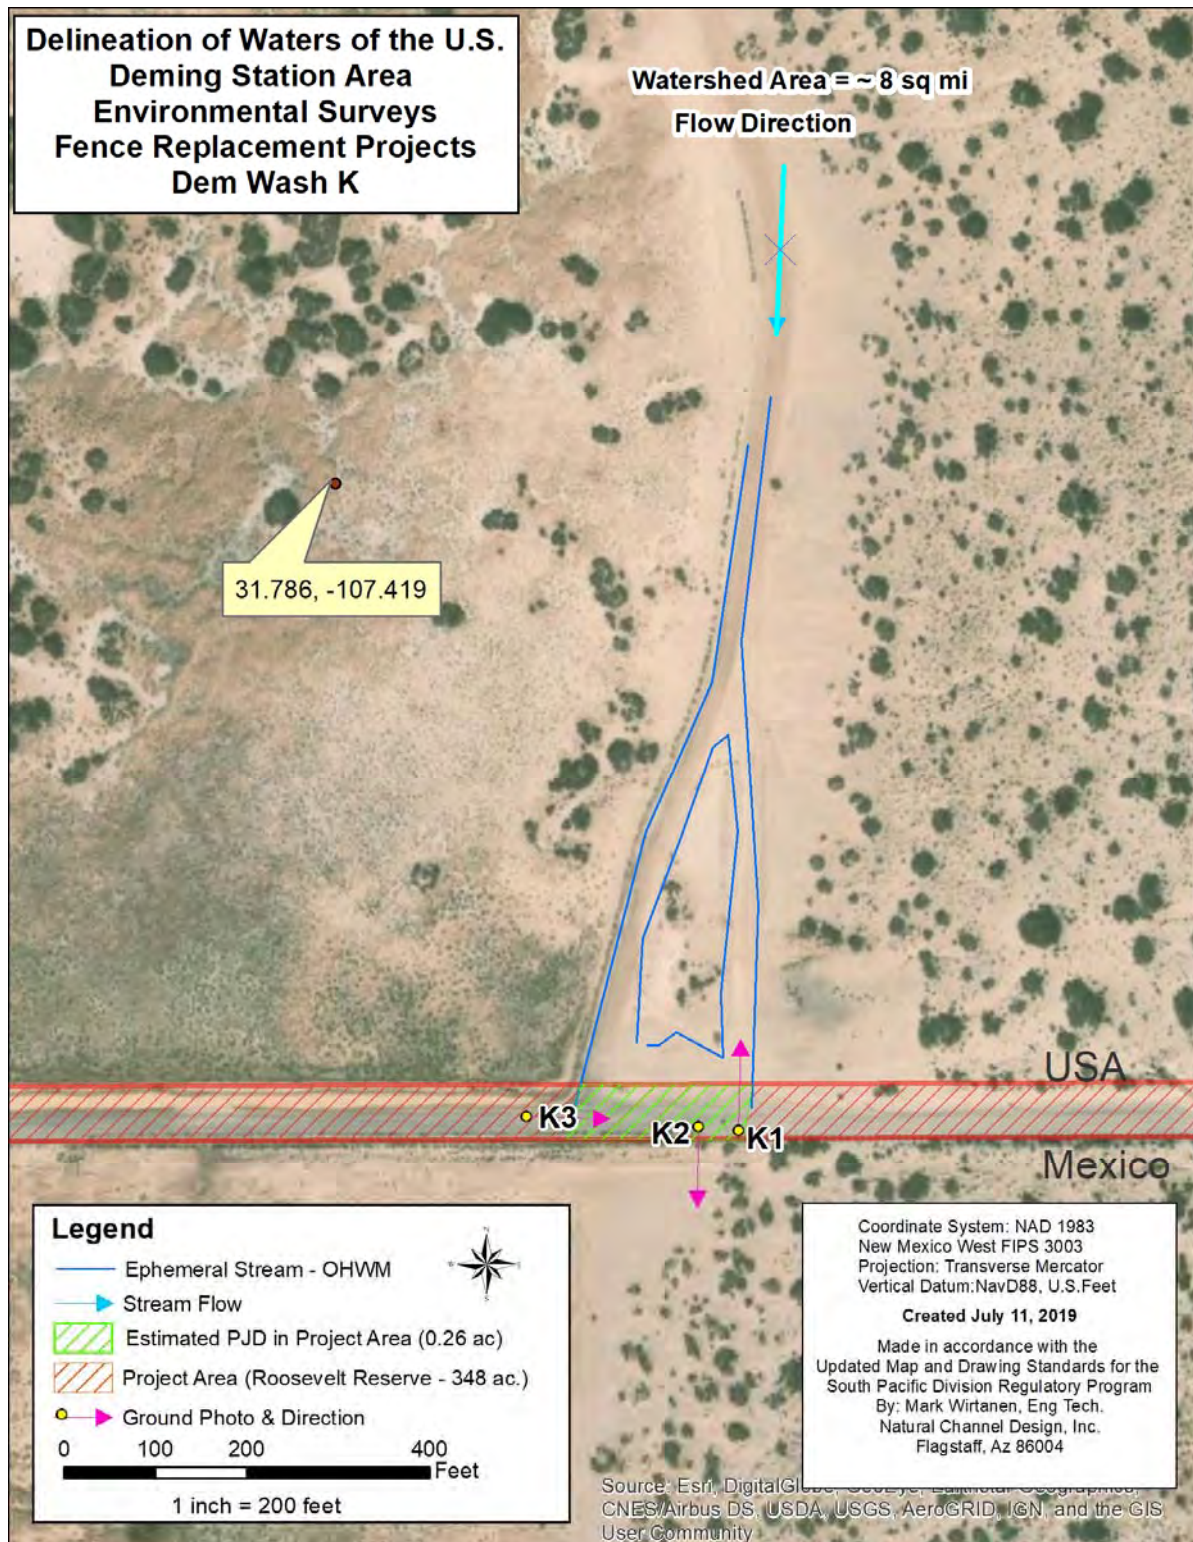 Delineation of Waters of the U.S.
Deming Station Area
Environmental Surveys
Fence Replacement Projects
Dem Wash K
Watershed Area = ~ 8 sq mi
Flow Direction
31.786, -107.419
USA
K3
K2
K1
Mexico
Legend
Ephemeral Stream - OHWM
Stream Flow
Estimated PJD in Project Area (0.26 ac)
Project Area (Roosevelt Reserve - 348 ac.)
Ground Photo & Direction
0 100 200 400
Feet
1 inch = 200 feet
Coordinate System: NAD 1983
New Mexico West FIPS 3003
Projection: Transverse Mercator
Vertical Datum:NavD88, U.S.Feet
Created July 11, 2019
Made in accordance with the
Updated Map and Drawing Standards for the
South Pacific Division Regulatory Program
By: Mark Wirtanen, Eng Tech.
Natural Channel Design, Inc.
Flagstaff, Az 86004
Source: Esri, DigitalGlobe, GeoEye, Earthstar Geographics,
CNES/Airbus DS, USDA, USGS, AeroGRID, IGN, and the GIS
User Community